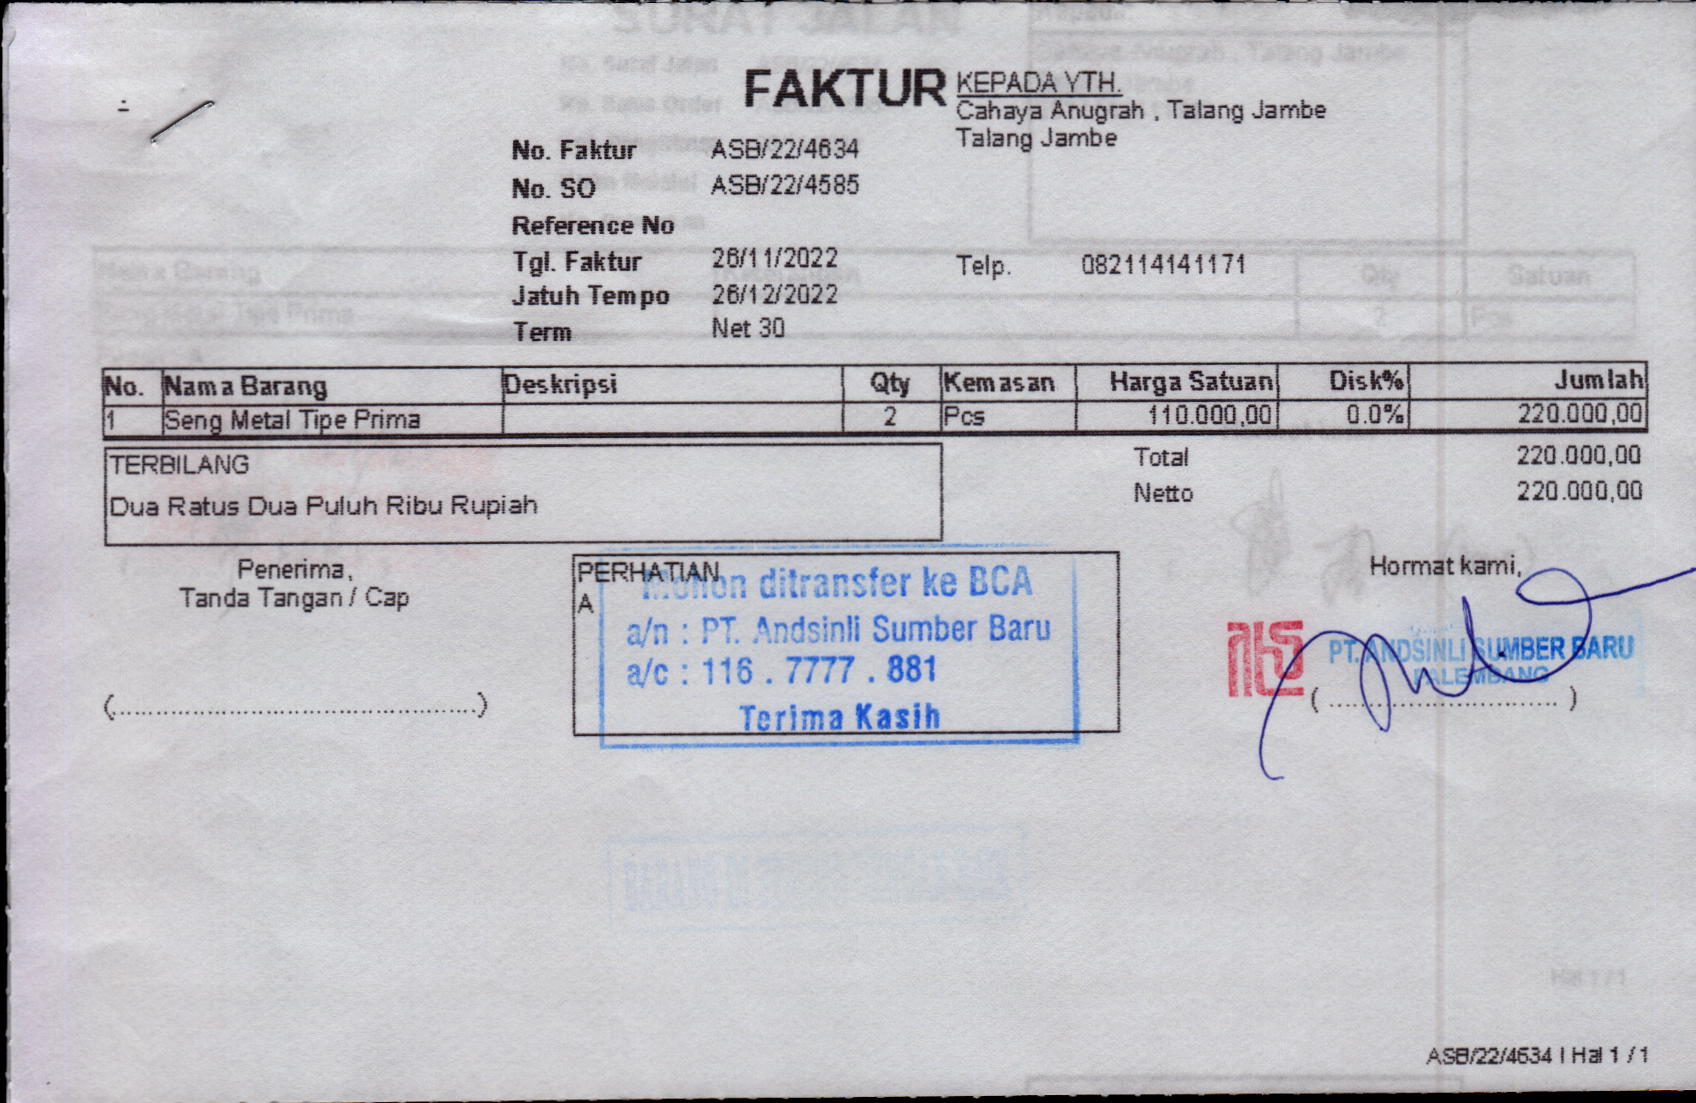 FAKTUR
KEPADA YTH.
Cahaya Anugrah , Talang Jambe
Talang Jambe
No. Faktur ASB/22/4634
No. SO ASB/22/4585
Reference No
Tgl. Faktur 26/11/2022
Telp. 082114141171
Jatuh Tempo 26/12/2022
Term Net 30
No. Nama Barang Deskripsi Qty Kemasan Harga Satuan Disk% Jumlah
1 Seng Metal Tipe Prima 2 Pcs 110.000,00 0.0% 220.000,00
TERBILANG
Dua Ratus Dua Puluh Ribu Rupiah
Total 220.000,00
Netto 220.000,00
Penerima,
Tanda Tangan / Cap
(...............................................)
PERHATIAN
A
Mohon ditransfer ke BCA
a/n : PT. Andsinli Sumber Baru
a/c : 116 . 7777 . 881
Terima Kasih
Hormat kami,
PT. ANDSINLI SUMBER BARU
PALEMBANG
( ............................. )
ASB/22/4634 | Hal 1 / 1